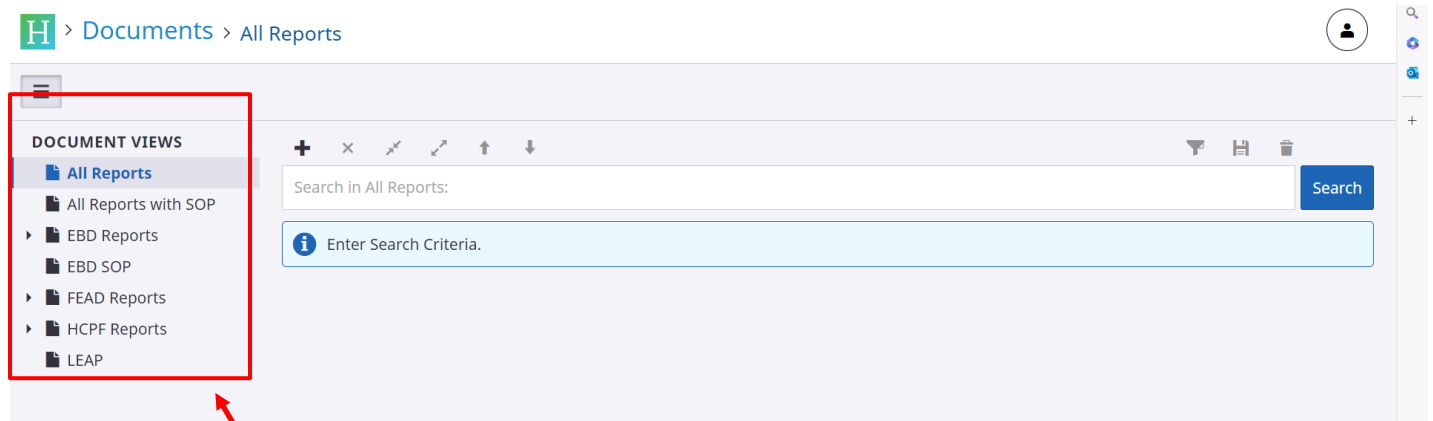 H > Documents > All Reports
DOCUMENT VIEWS
All Reports
All Reports with SOP
EBD Reports
EBD SOP
FEAD Reports
HCPF Reports
LEAP
Search in All Reports:
Search
Enter Search Criteria.